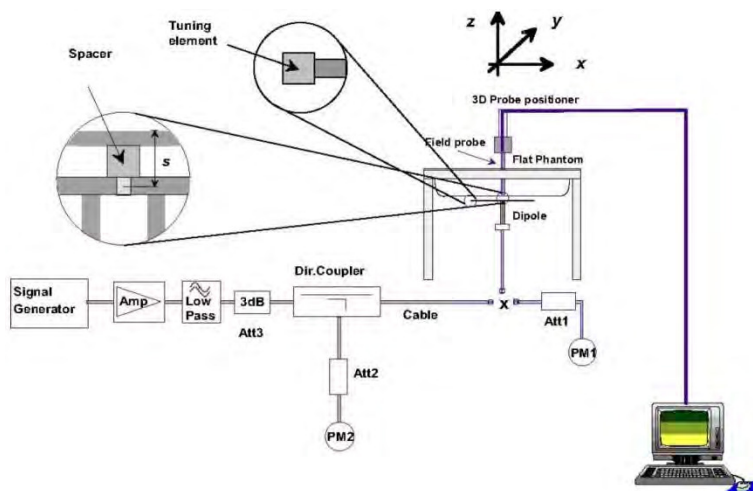 Tuning
element
Spacer
s
z
y
x
3D Probe positioner
Field probe
Flat Phantom
Dipole
Signal
Generator
Amp
Low
Pass
3dB
Att3
Dir.Coupler
Cable
x
Att1
PM1
Att2
PM2